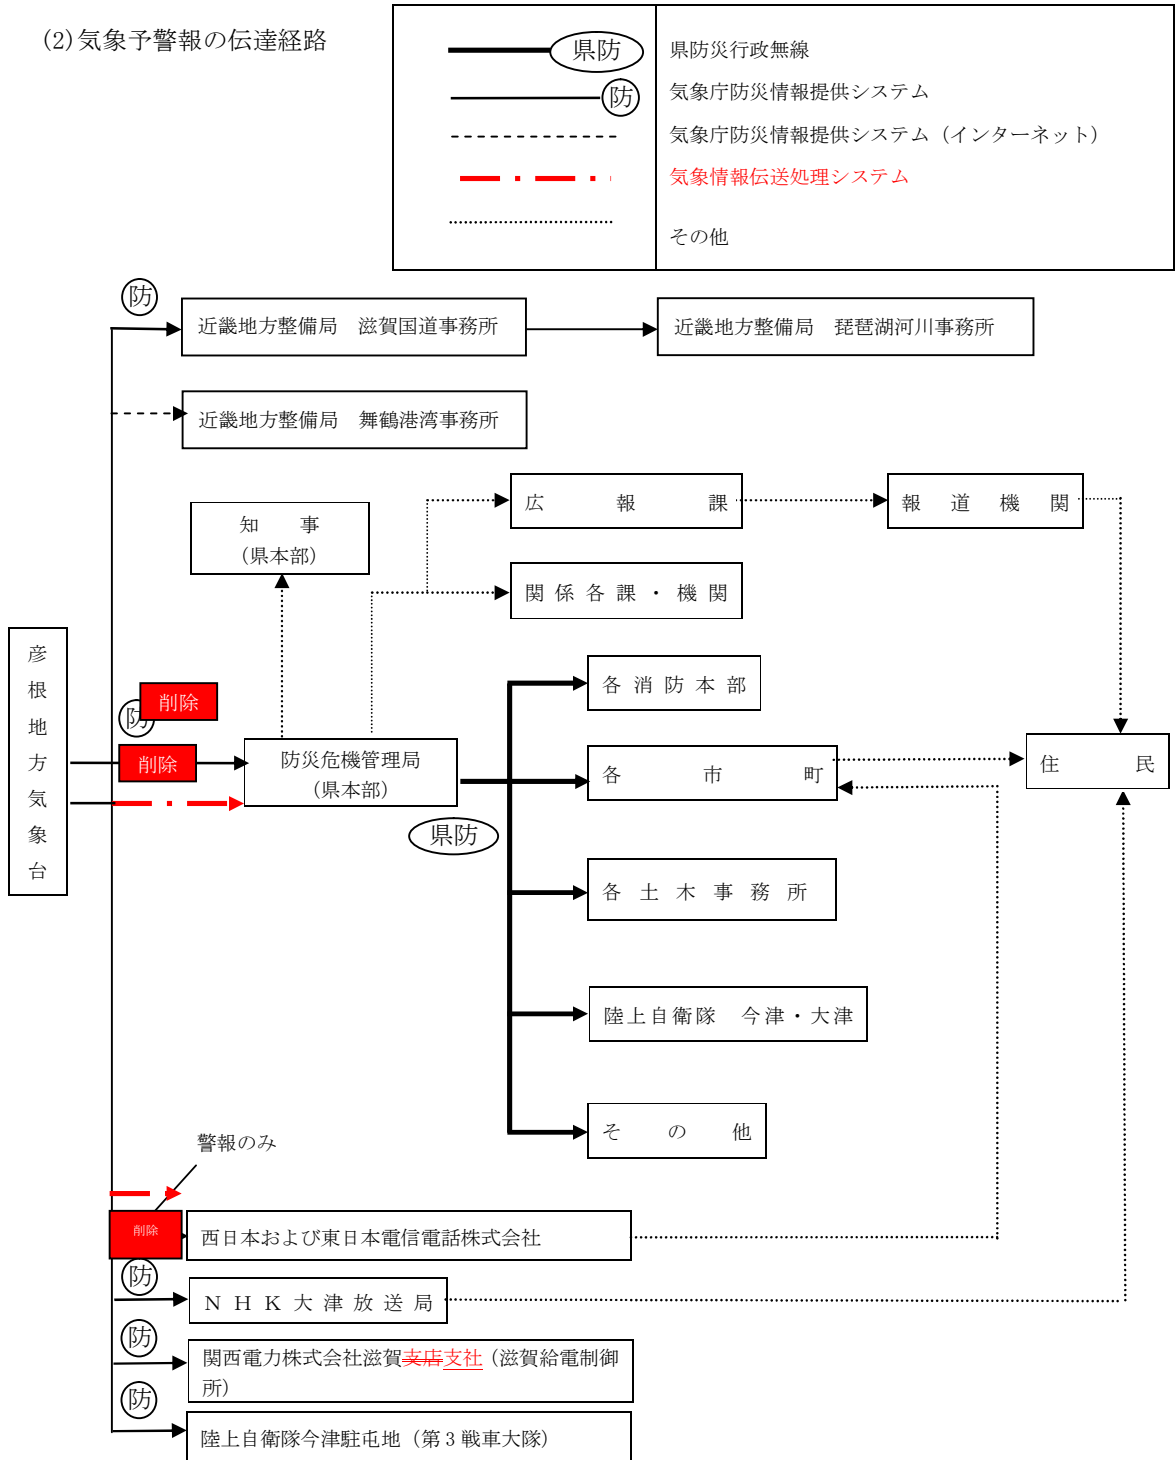 (2)気象予警報の伝達経路
県防
県防災行政無線
防
気象庁防災情報提供システム
気象庁防災情報提供システム（インターネット）
気象情報伝送処理システム
その他
防
近畿地方整備局　滋賀国道事務所
近畿地方整備局　琵琶湖河川事務所
近畿地方整備局　舞鶴港湾事務所
広報課
報道機関
知事
（県本部）
関係各課・機関
彦根地方気象台
各消防本部
防
削除
削除
防災危機管理局
（県本部）
各市町
住民
県防
各土木事務所
陸上自衛隊　今津・大津
その他
警報のみ
削除
西日本および東日本電信電話株式会社
防
ＮＨＫ大津放送局
防
関西電力株式会社滋賀支店支社（滋賀給電制御
所）
防
陸上自衛隊今津駐屯地（第3戦車大隊）